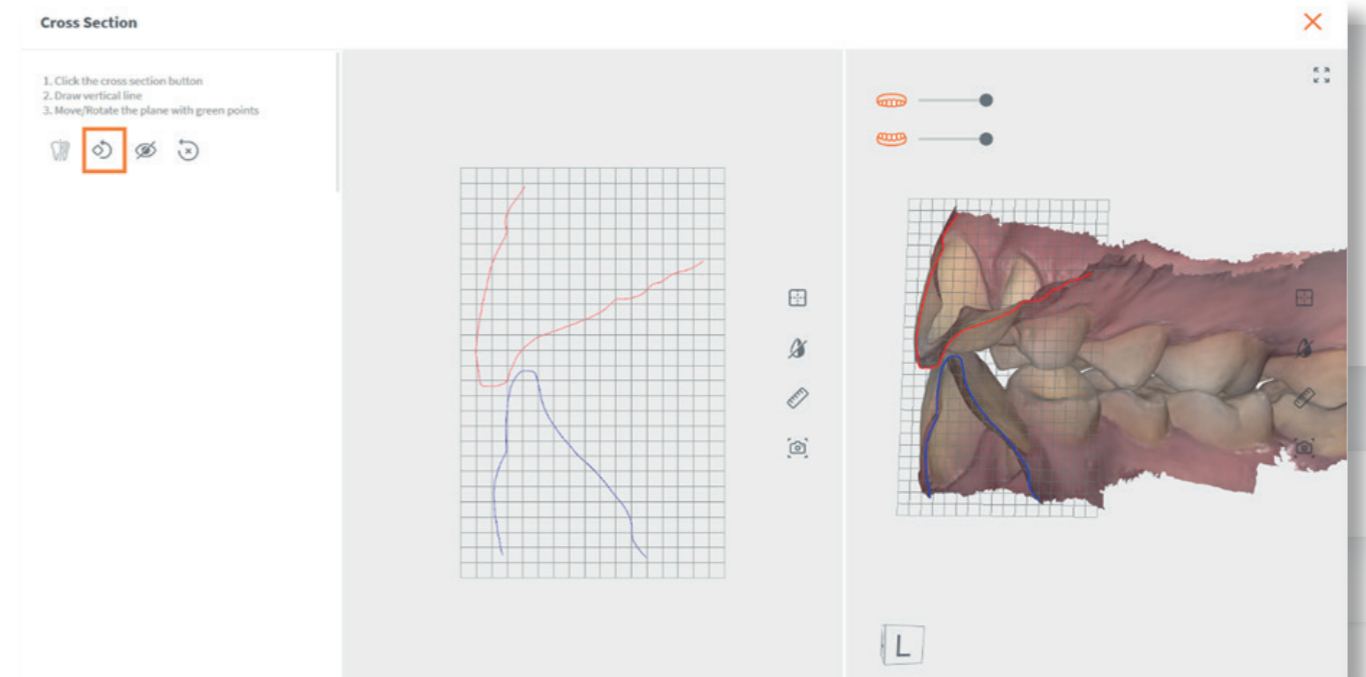 Cross Section
1. Click the cross section button
2. Draw vertical line
3. Move/Rotate the plane with green points
L